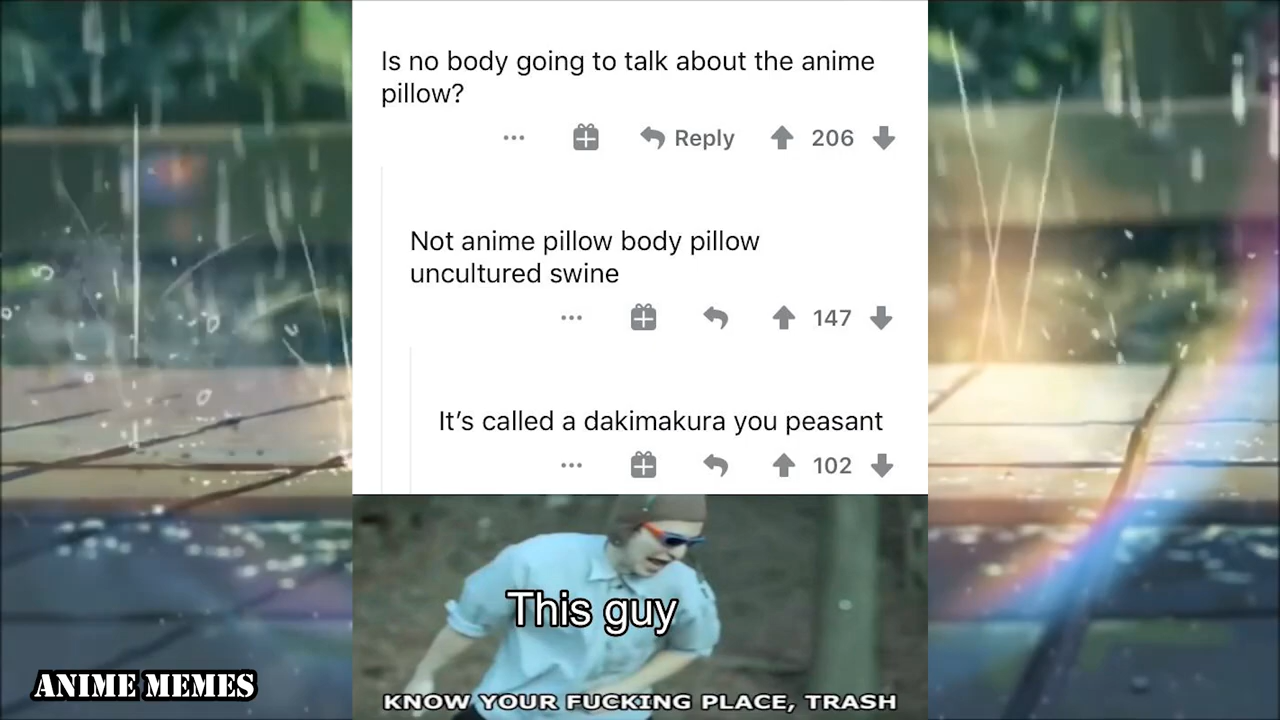 Is no body going to talk about the anime
pillow?
Reply 206
Not anime pillow body pillow
uncultured swine
147
It's called a dakimakura you peasant
102
This guy
KNOW YOUR FUCKING PLACE, TRASH
ANIME MEMES